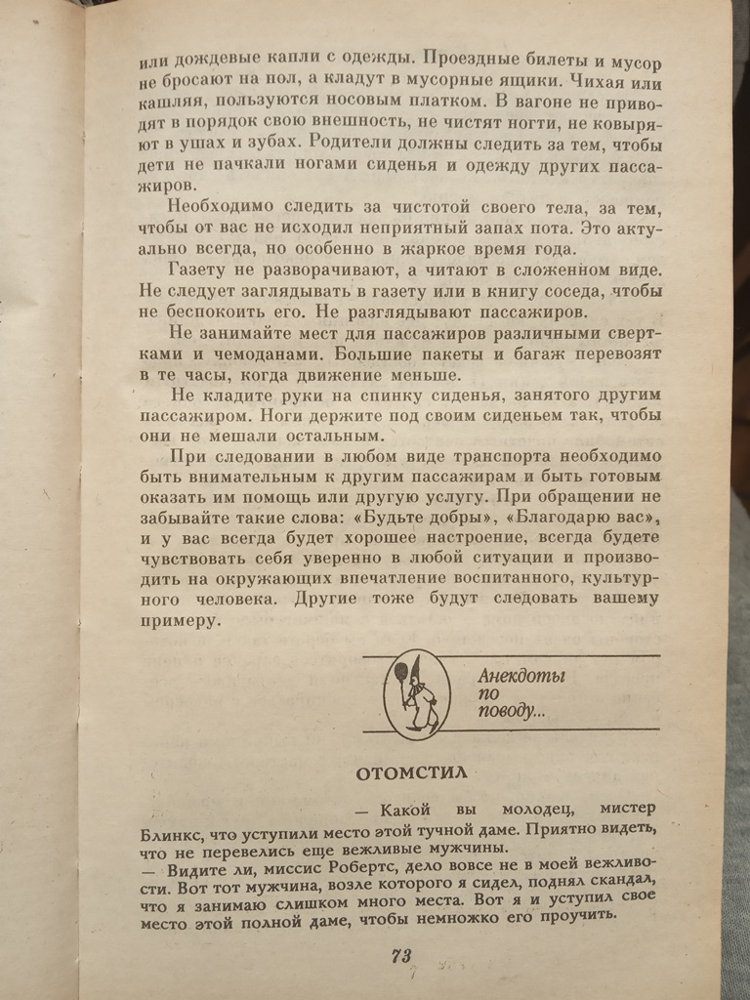 или дождевые капли с одежды. Проездные билеты и мусор
не бросают на пол, а кладут в мусорные ящики. Чихая или
кашляя, пользуются носовым платком. В вагоне не приво-
дят в порядок свою внешность, не чистят ногти, не ковыря-
ют в ушах и зубах. Родители должны следить за тем, чтобы
дети не пачкали ногами сиденья и одежду других пасса-
жиров.
Необходимо следить за чистотой своего тела, за тем,
чтобы от вас не исходил неприятный запах пота. Это акту-
ально всегда, но особенно в жаркое время года.
Газету не разворачивают, а читают в сложенном виде.
Не следует заглядывать в газету или в книгу соседа, чтобы
не беспокоить его. Не разглядывают пассажиров.
Не занимайте мест для пассажиров различными сверт-
ками и чемоданами. Большие пакеты и багаж перевозят
в те часы, когда движение меньше.
Не кладите руки на спинку сиденья, занятого другим
пассажиром. Ноги держите под своим сиденьем так, чтобы
они не мешали остальным.
При следовании в любом виде транспорта необходимо
быть внимательным к другим пассажирам и быть готовым
оказать им помощь или другую услугу. При обращении не
забывайте такие слова: «Будьте добры», «Благодарю вас»,
и у вас всегда будет хорошее настроение, всегда будете
чувствовать себя уверенно в любой ситуации и произво-
дить на окружающих впечатление воспитанного, культур-
ного человека. Другие тоже будут следовать вашему
примеру.
Анекдоты
по
поводу...
ОТОМСТИЛ
— Какой вы молодец, мистер
Блинкс, что уступили место этой тучной даме. Приятно видеть,
что не перевелись еще вежливые мужчины.
— Видите ли, миссис Робертс, дело вовсе не в моей вежливо-
сти. Вот тот мужчина, возле которого я сидел, поднял скандал,
что я занимаю слишком много места. Вот я и уступил свое
место этой полной даме, чтобы немножко его проучить.
73